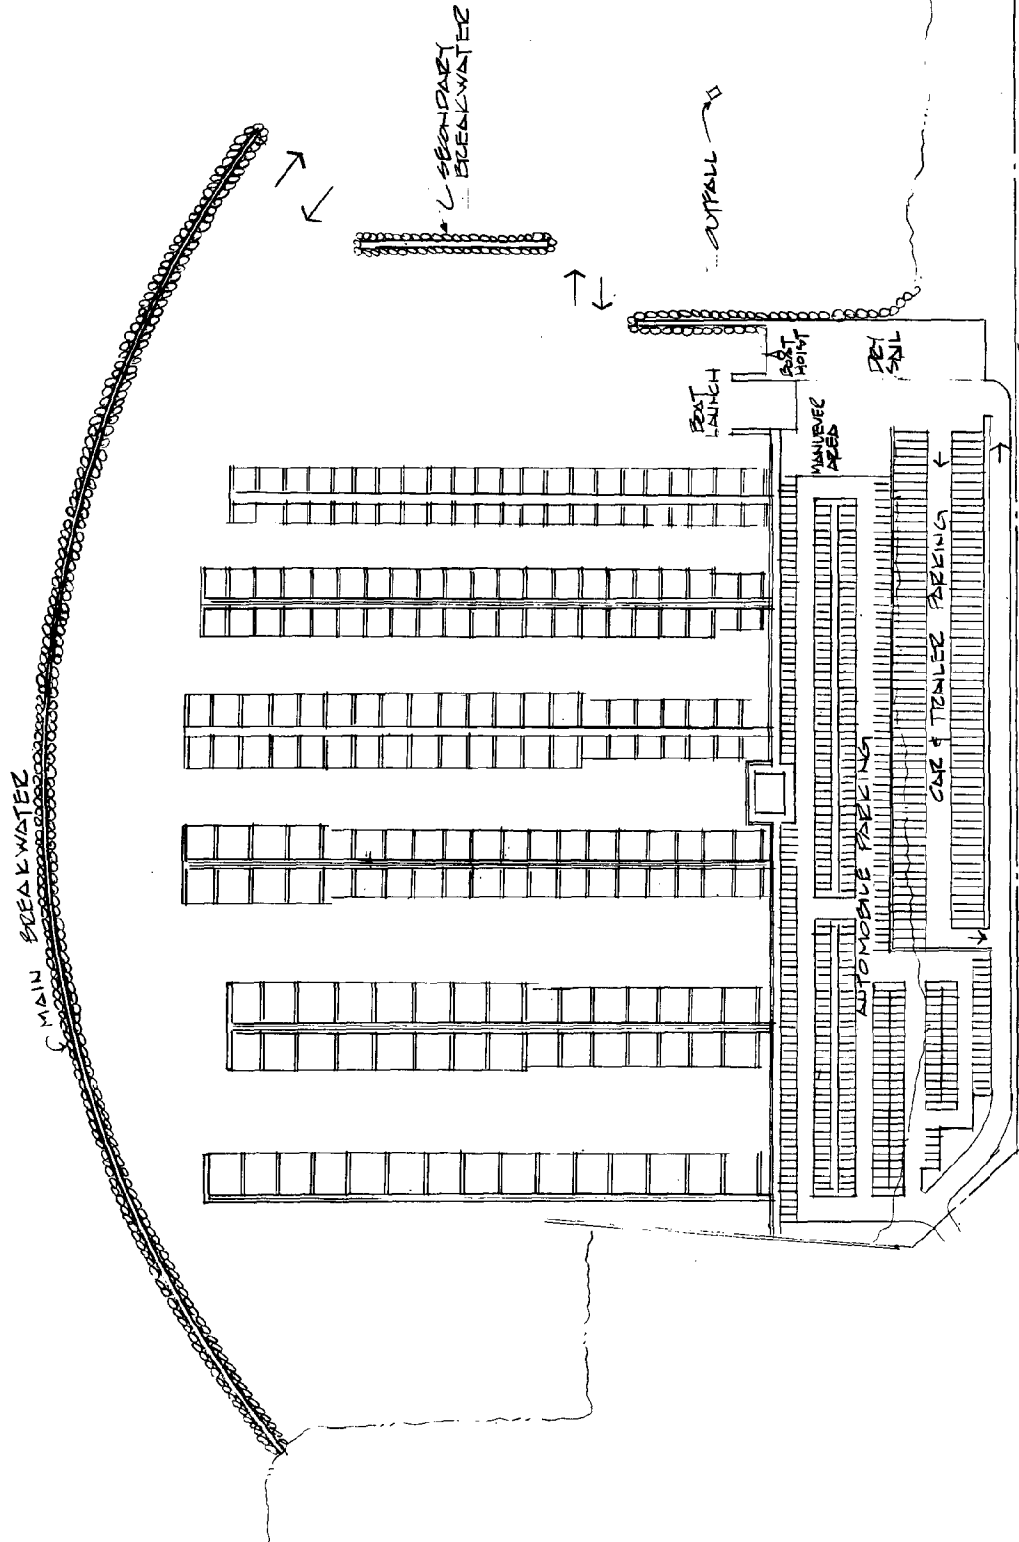 MAIN BREAKWATER
SECONDARY
BREAKWATER
OUTFALL
BOAT
LAUNCH
BOAT
HOIST
DRY
SAIL
MANUEVER
AREA
AUTOMOBILE PARKING
CAR & TRAILER PARKING